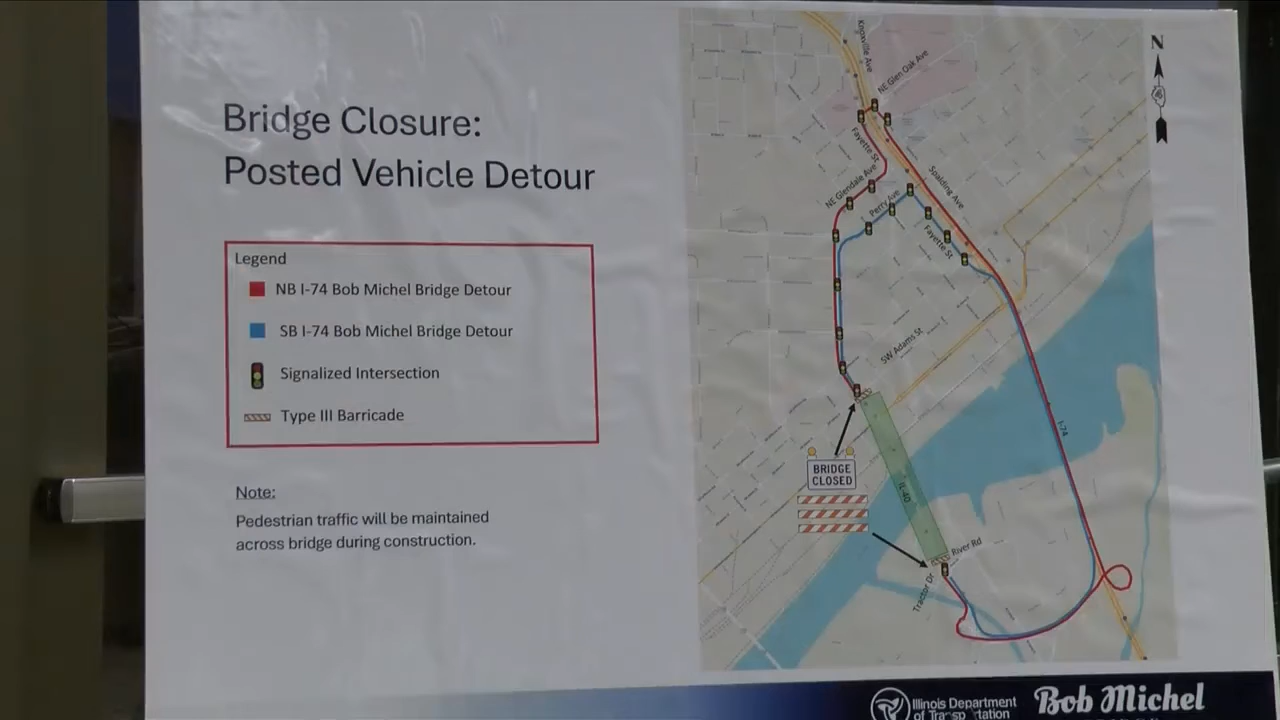 Bridge Closure:
Posted Vehicle Detour
Legend
NB I-74 Bob Michel Bridge Detour
SB I-74 Bob Michel Bridge Detour
Signalized Intersection
Type III Barricade
Note:
Pedestrian traffic will be maintained
across bridge during construction.
N
Knoxville Ave
NE Glen Oak Ave
Fayette St
NE Glendale Ave
Perry Ave
Spalding Ave
Fayette St
SW Adams St
I-74
BRIDGE
CLOSED
IL-40
River Rd
Tractor Dr
Illinois Department
of Transportation
Bob Michel